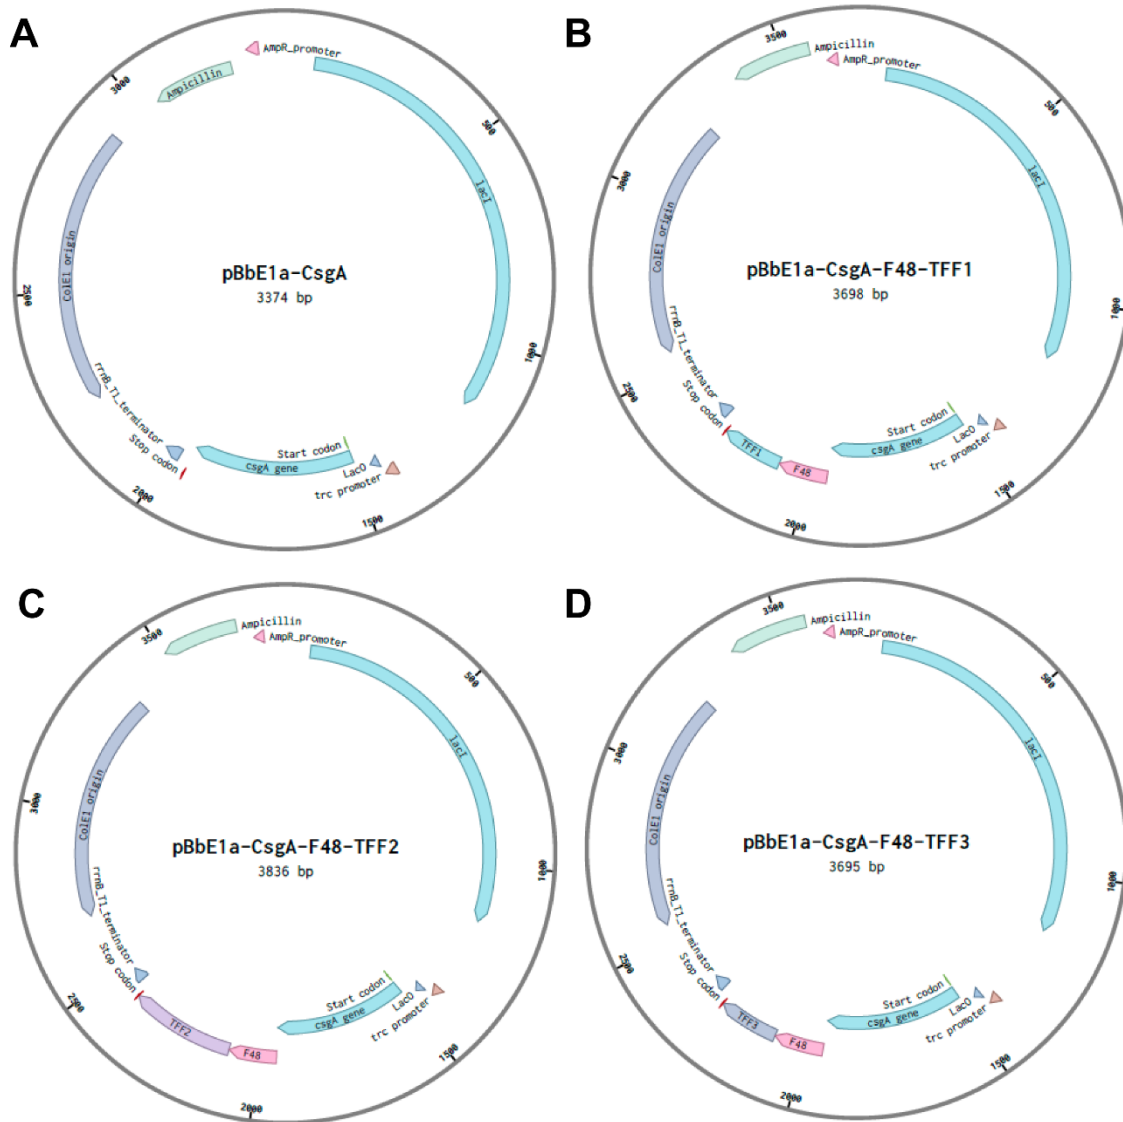 A
AmpR_promoter
Ampicillin
3000
500
lacI
ColE1 origin
pBbE1a-CsgA
3374 bp
2500
1000
rrnB_T1_terminator
Stop codon
Start codon
csgA gene
LacO
trc promoter
2000
1500
B
3500
Ampicillin
AmpR_promoter
500
lacI
3000
ColE1 origin
pBbE1a-CsgA-F48-TFF1
3698 bp
1000
rrnB_T1_terminator
2500
Stop codon
Start codon
csgA gene
LacO
trc promoter
TFF1
F48
1500
2000
C
3500
Ampicillin
AmpR_promoter
500
lacI
3000
ColE1 origin
pBbE1a-CsgA-F48-TFF2
3836 bp
1000
rrnB_T1_terminator
Stop codon
2500
Start codon
csgA gene
LacO
trc promoter
TFF2
F48
1500
2000
D
3500
Ampicillin
AmpR_promoter
500
lacI
3000
ColE1 origin
pBbE1a-CsgA-F48-TFF3
3695 bp
1000
rrnB_T1_terminator
2500
Stop codon
Start codon
csgA gene
LacO
trc promoter
TFF3
F48
1500
2000